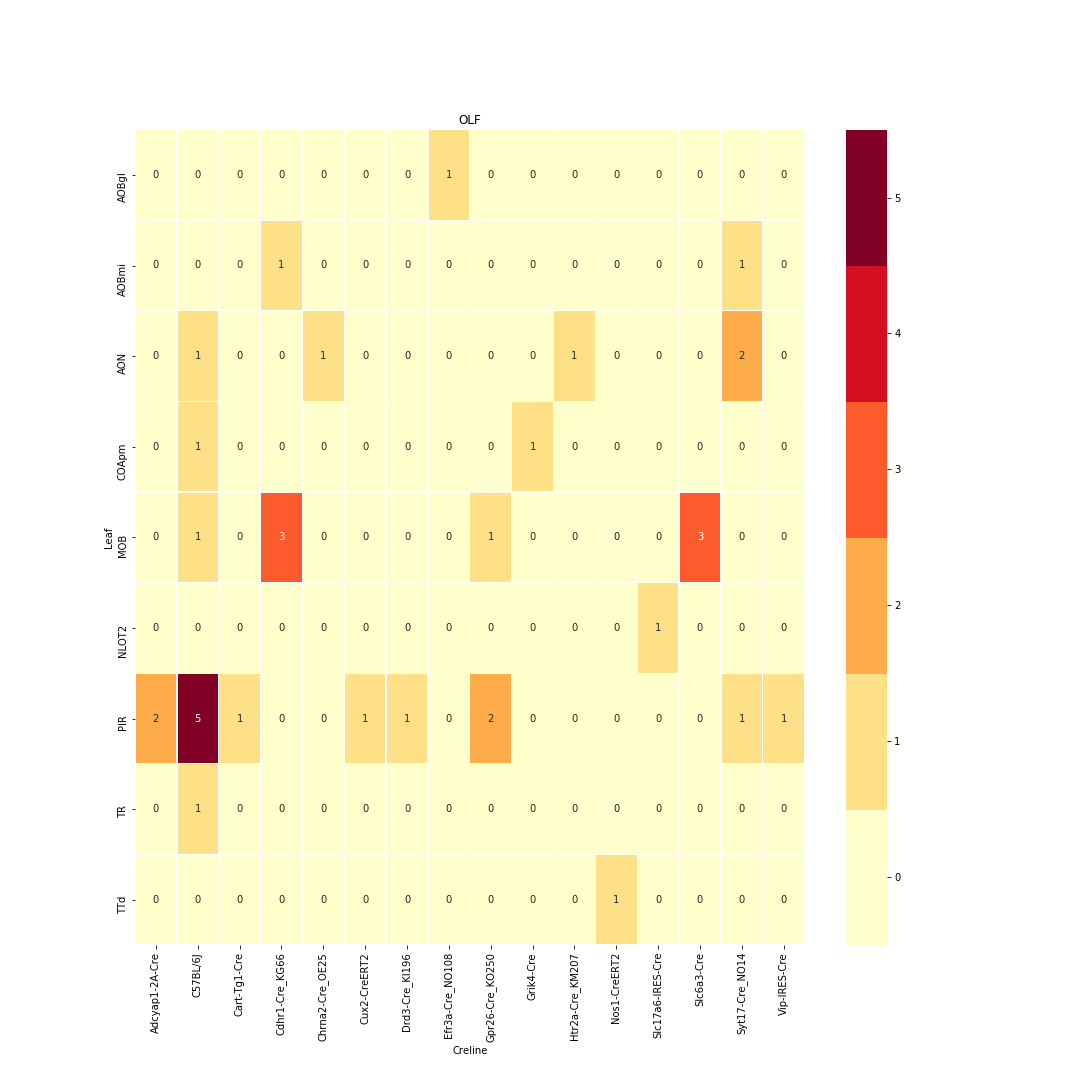 OLF
AOBgl 0 0 0 0 0 0 0 1 0 0 0 0 0 0 0 0
AOBmi 0 0 0 1 0 0 0 0 0 0 0 0 0 0 1 0
AON 0 1 0 0 1 0 0 0 0 0 1 0 0 0 2 0
COApm 0 1 0 0 0 0 0 0 0 1 0 0 0 0 0 0
Leaf
MOB 0 1 0 3 0 0 0 0 1 0 0 0 0 3 0 0
NLOT2 0 0 0 0 0 0 0 0 0 0 0 0 1 0 0 0
PIR 2 5 1 0 0 1 1 0 2 0 0 0 0 0 1 1
TR 0 1 0 0 0 0 0 0 0 0 0 0 0 0 0 0
TTd 0 0 0 0 0 0 0 0 0 0 0 1 0 0 0 0
Adcyap1-2A-Cre
C57BL/6J
Cart-Tg1-Cre
Cdhr1-Cre_KG66
Chrna2-Cre_OE25
Cux2-CreERT2
Drd3-Cre_KI196
Efr3a-Cre_NO108
Gpr26-Cre_KO250
Grik4-Cre
Htr2a-Cre_KM207
Nos1-CreERT2
Slc17a6-IRES-Cre
Slc6a3-Cre
Syt17-Cre_NO14
Vip-IRES-Cre
Creline
5
4
3
2
1
0